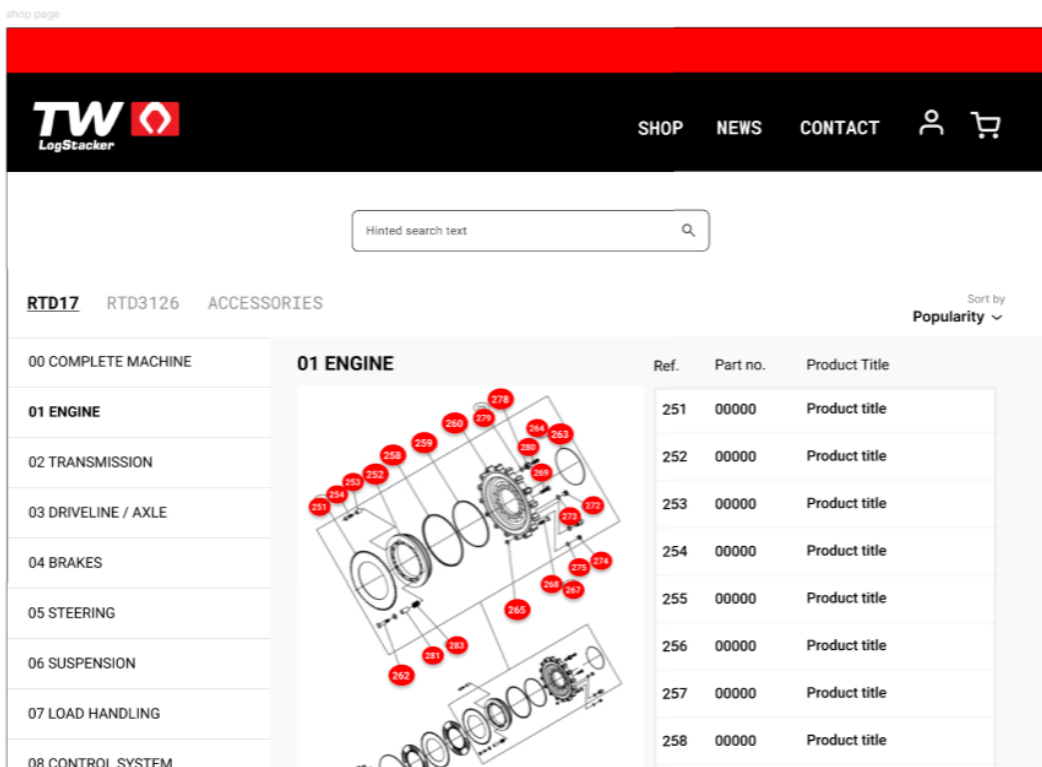 shop page
TW
LogStacker
SHOP NEWS CONTACT
Hinted search text
RTD17 RTD3126 ACCESSORIES
Sort by
Popularity
00 COMPLETE MACHINE
01 ENGINE
02 TRANSMISSION
03 DRIVELINE / AXLE
04 BRAKES
05 STEERING
06 SUSPENSION
07 LOAD HANDLING
08 CONTROL SYSTEM
01 ENGINE
278
279
260
264
263
259
280
258
269
252
253
254
251
272
273
274
275
268
267
265
283
281
262
Ref. Part no. Product Title
251 00000 Product title
252 00000 Product title
253 00000 Product title
254 00000 Product title
255 00000 Product title
256 00000 Product title
257 00000 Product title
258 00000 Product title